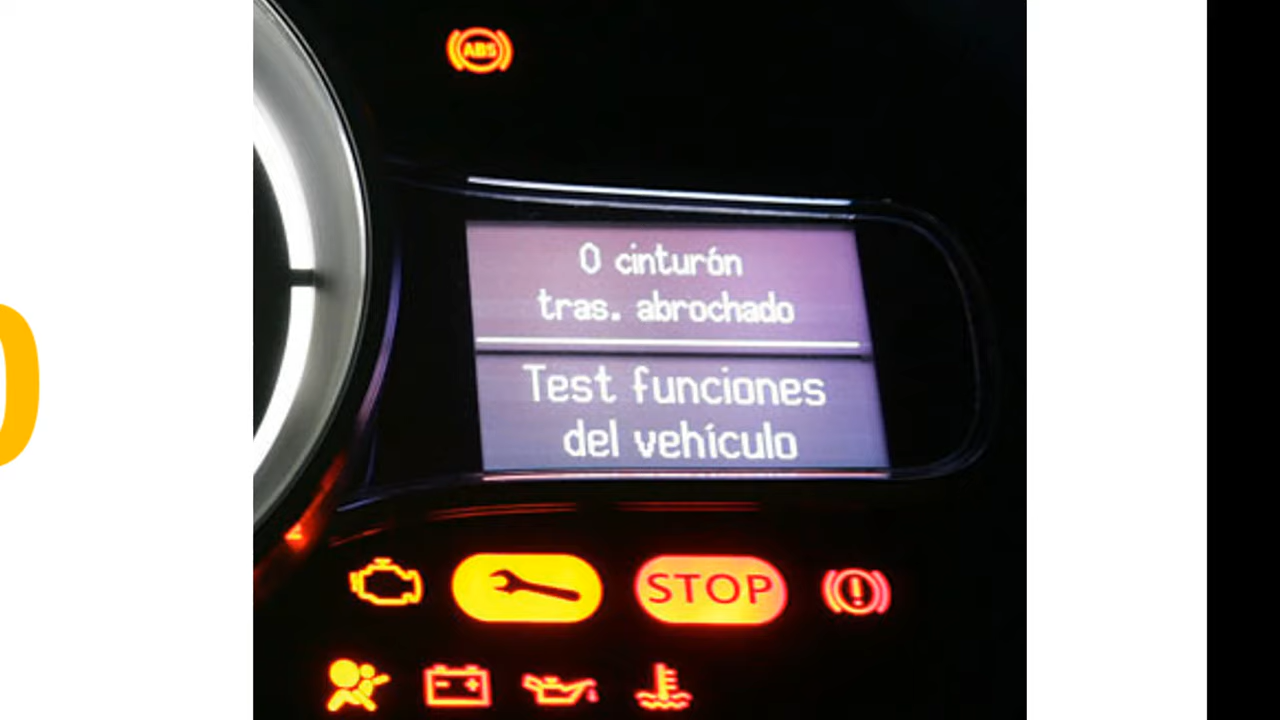 ABS
0 cinturón
tras. abrochado
Test funciones
del vehículo
STOP